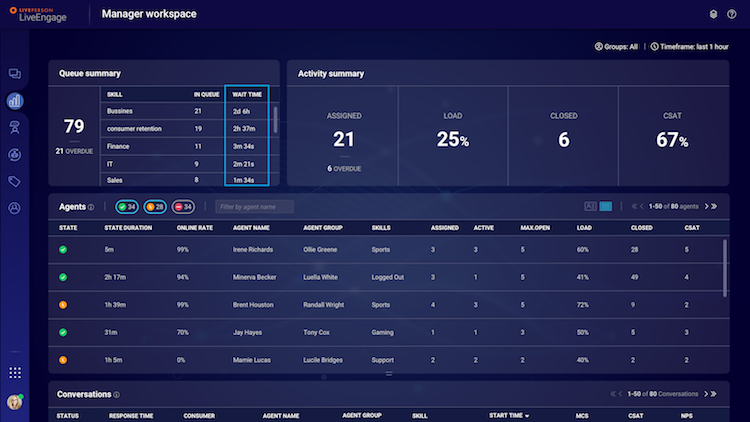 LIVEPERSON
LiveEngage
Manager workspace
Groups: All | Timeframe: last 1 hour
Queue summary
SKILL IN QUEUE WAIT TIME
79
21 OVERDUE
Bussines 21 2d 6h
consumer retention 19 2h 37m
Finance 11 3m 34s
IT 9 2m 21s
Sales 8 1m 34s
Activity summary
ASSIGNED LOAD CLOSED CSAT
21 25% 6 67%
6 OVERDUE
Agents 34 28 34 Filter by agent name 1-50 of 80 agents
STATE STATE DURATION ONLINE RATE AGENT NAME AGENT GROUP SKILLS ASSIGNED ACTIVE MAX.OPEN LOAD CLOSED CSAT
5m 99% Irene Richards Ollie Greene Sports 3 3 5 60% 28 5
2h 17m 94% Minerva Becker Luella White Logged Out 3 1 5 41% 49 4
1h 39m 99% Brent Houston Randall Wright Sports 4 3 5 72% 9 2
31m 70% Jay Hayes Tony Cox Gaming 1 1 3 50% 5 3
1h 5m 0% Mamie Lucas Lucile Bridges Support 2 2 2 40% 2 2
Conversations 1-50 of 80 Conversations
STATUS RESPONSE TIME CONSUMER AGENT NAME AGENT GROUP SKILL START TIME MCS CSAT NPS